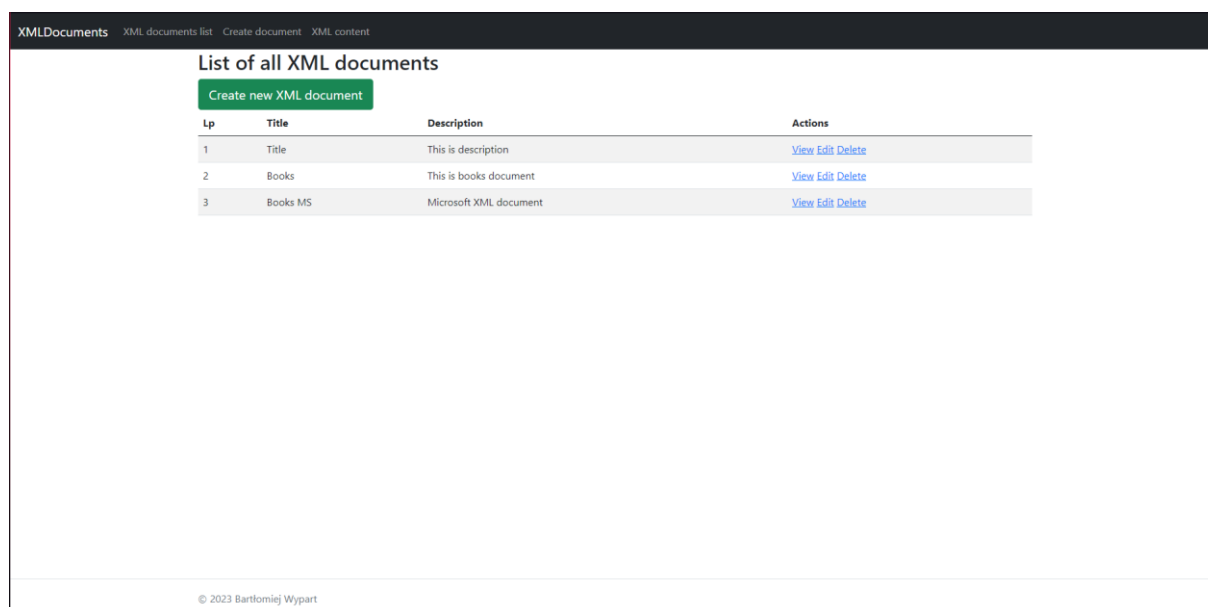 XMLDocuments XML documents list Create document XML content
List of all XML documents
Create new XML document
Lp Title Description Actions
1 Title This is description View Edit Delete
2 Books This is books document View Edit Delete
3 Books MS Microsoft XML document View Edit Delete
© 2023 Bartłomiej Wypart